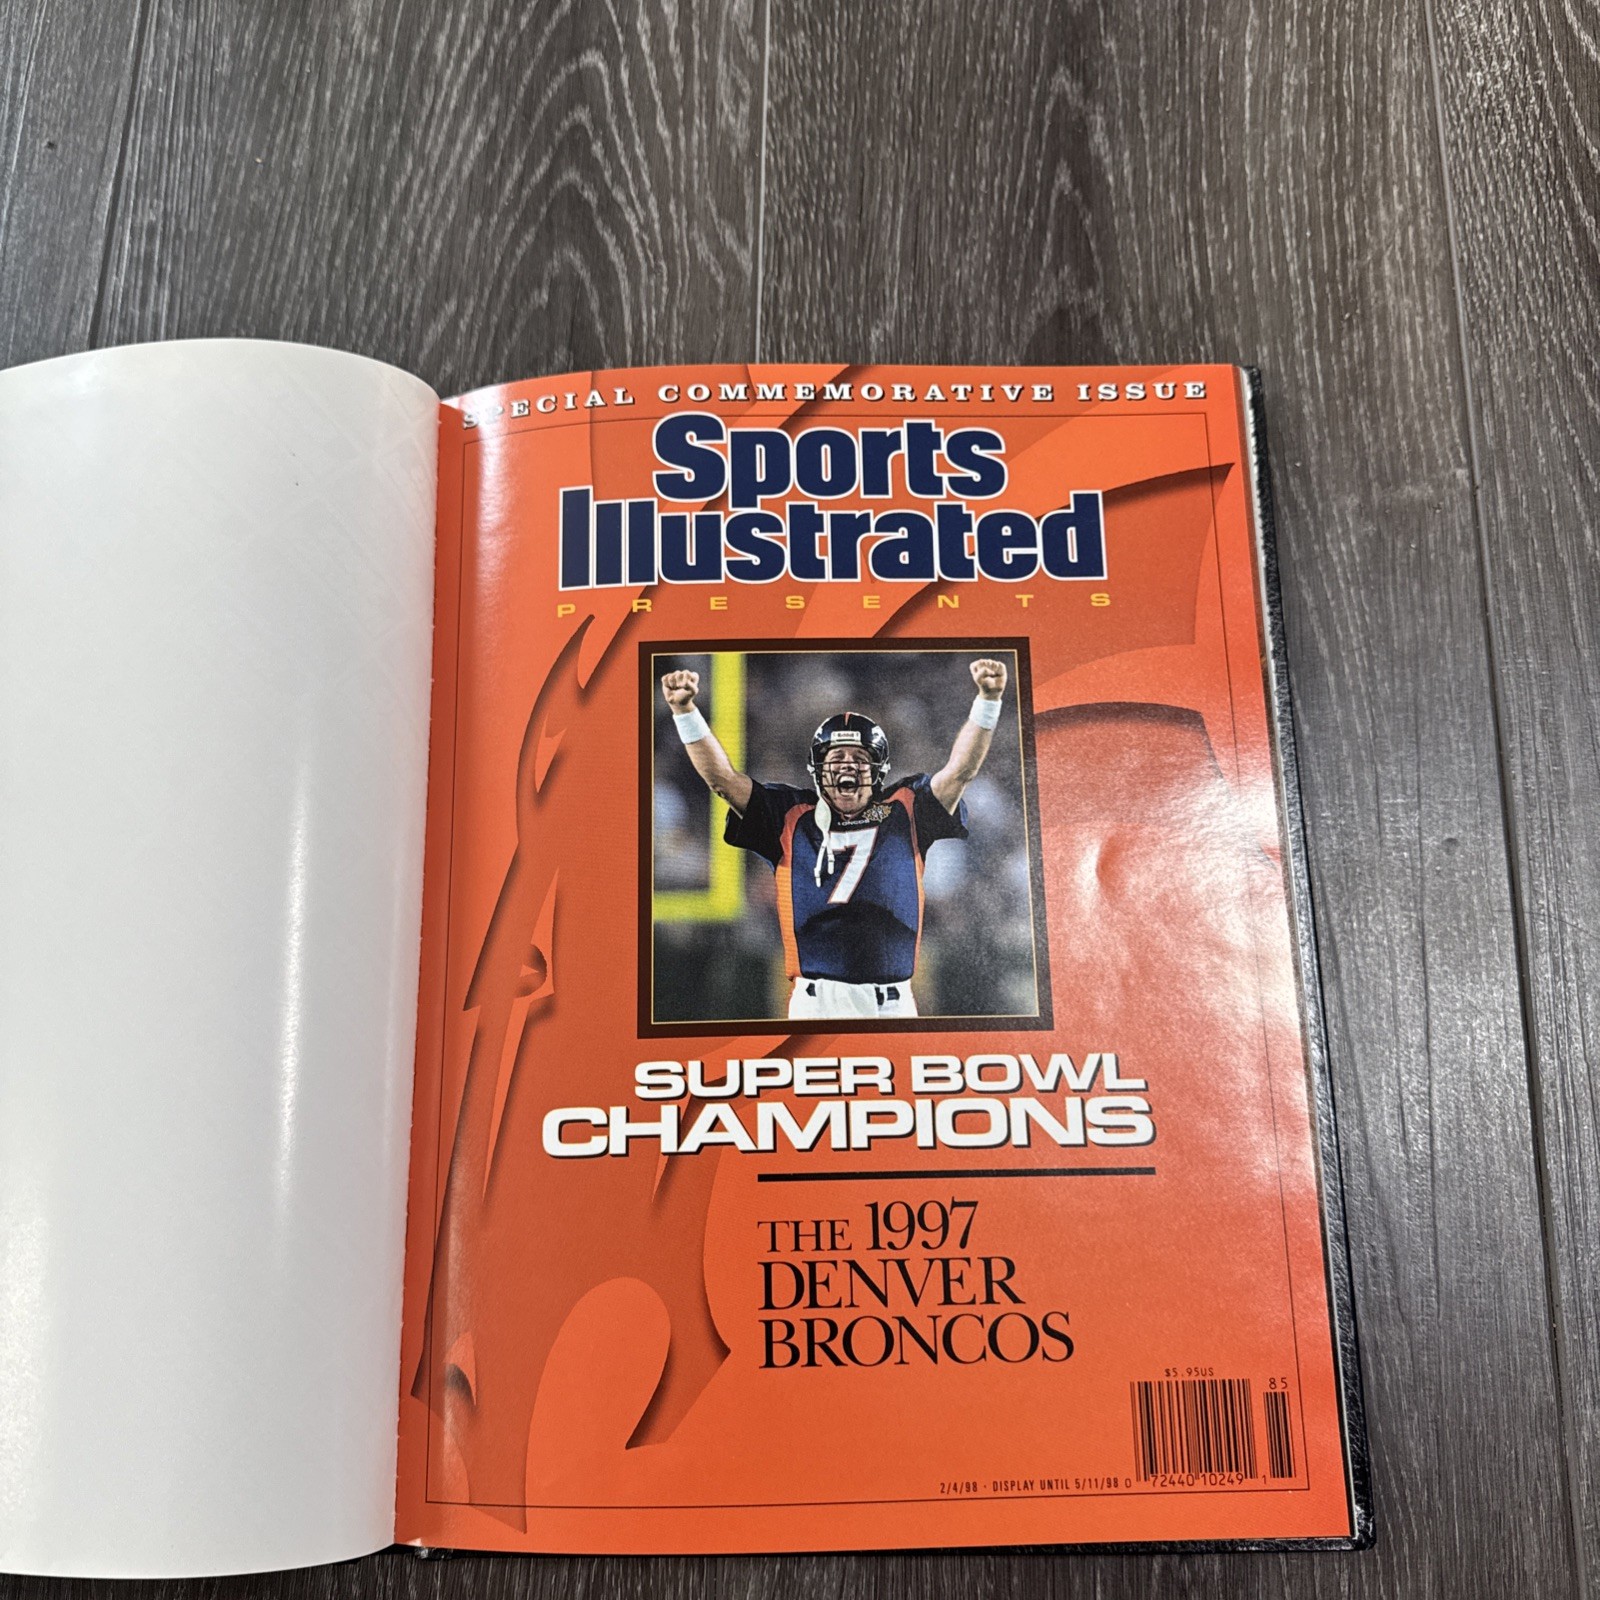 SPECIAL COMMEMORATIVE ISSUE
Sports
Illustrated
PRESENTS
7
SUPER BOWL
CHAMPIONS
THE 1997
DENVER
BRONCOS
$5.95US
85
2/4/98 - DISPLAY UNTIL 5/11/98
0 72440 10249 1